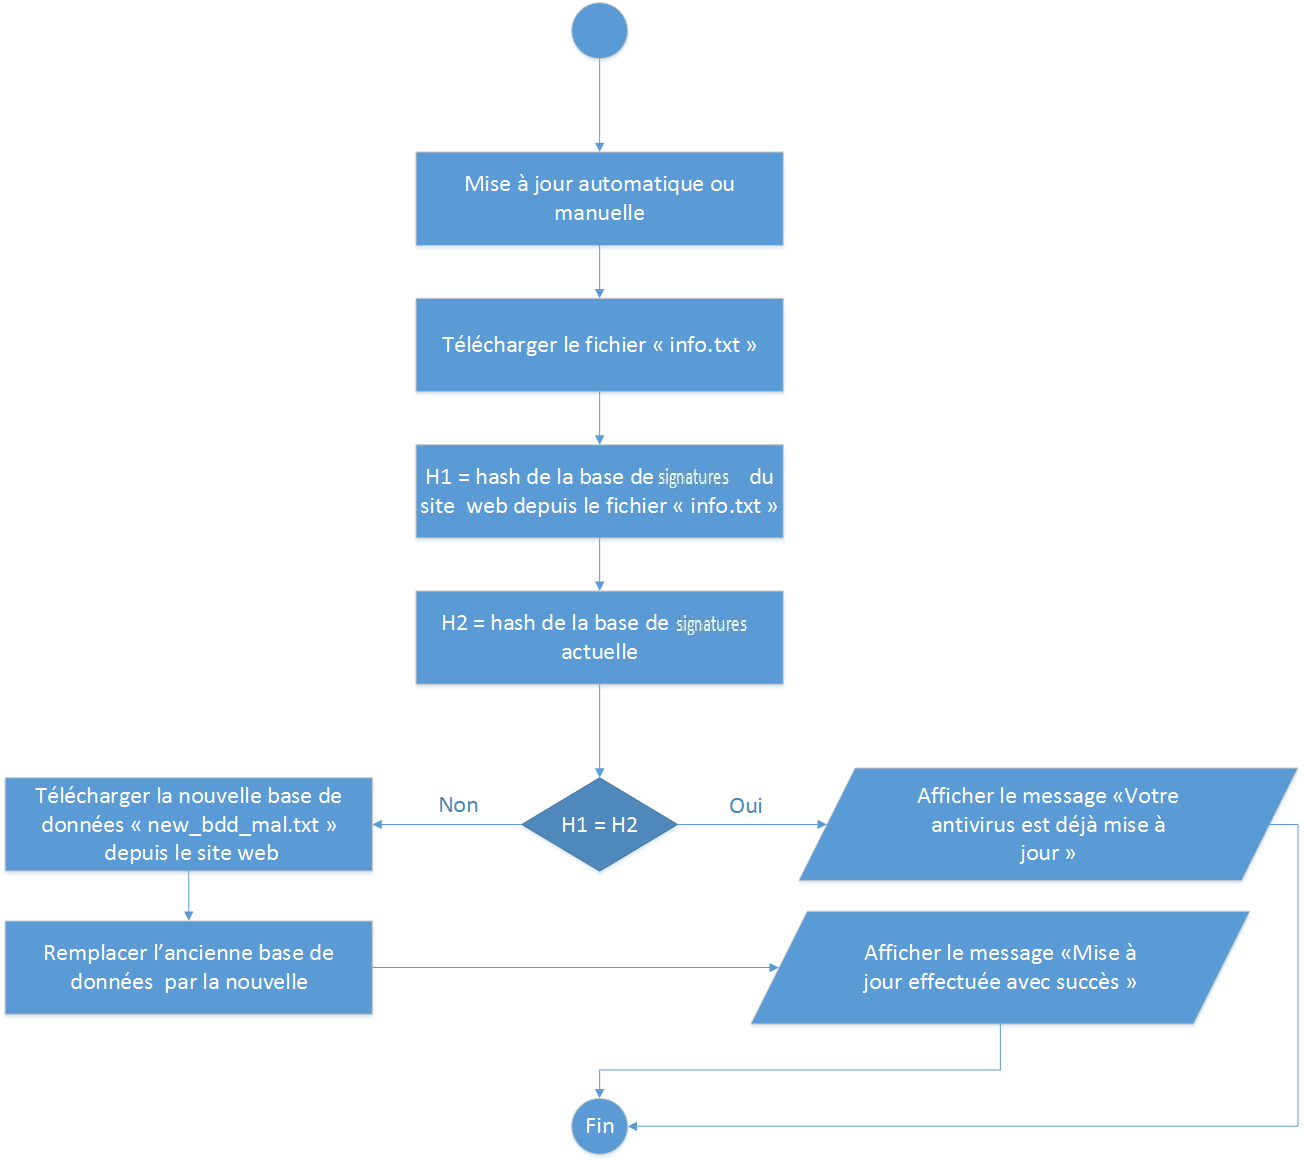 Mise à jour automatique ou
manuelle
Télécharger le fichier « info.txt »
H1 = hash de la base de signatures du
site web depuis le fichier « info.txt »
H2 = hash de la base de signatures
actuelle
Télécharger la nouvelle base de
données « new_bdd_mal.txt »
depuis le site web
Non
H1 = H2
Oui
Afficher le message «Votre
antivirus est déjà mise à
jour »
Remplacer l’ancienne base de
données par la nouvelle
Afficher le message «Mise à
jour effectuée avec succès »
Fin